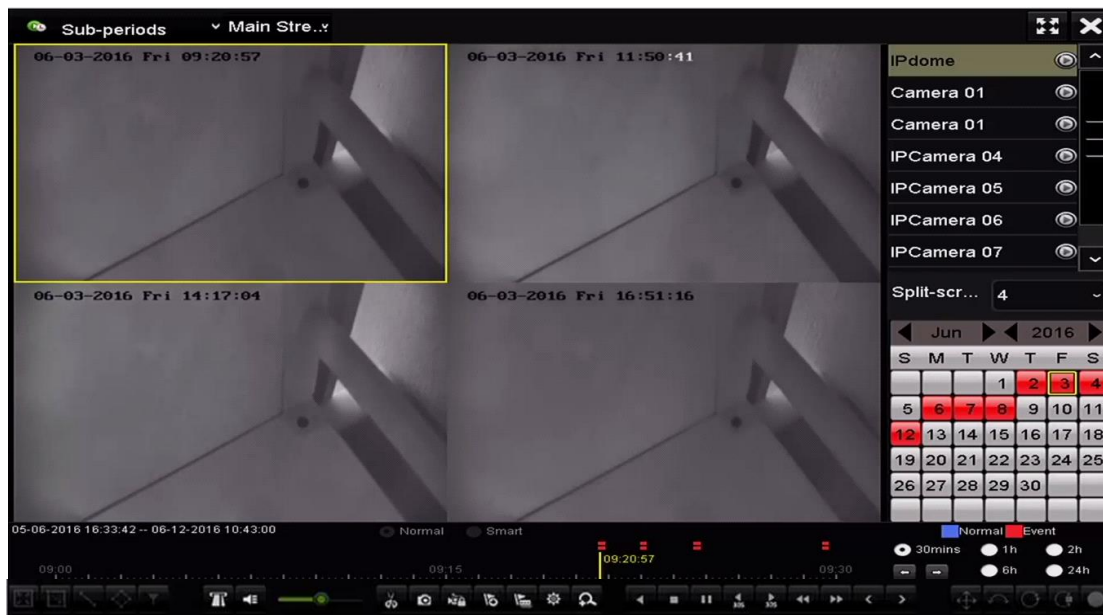 Sub-periods Main Stre...
06-03-2016 Fri 09:20:57
06-03-2016 Fri 11:50:41
IPdome
Camera 01
Camera 01
IPCamera 04
IPCamera 05
IPCamera 06
IPCamera 07
06-03-2016 Fri 14:17:04
06-03-2016 Fri 16:51:16
Split-scr... 4
Jun 2016
S M T W T F S
1 2 3 4
5 6 7 8 9 10 11
12 13 14 15 16 17 18
19 20 21 22 23 24 25
26 27 28 29 30
05-06-2016 16:33:42 -- 06-12-2016 10:43:00
Normal Smart
Normal Event
09:20:57
09:00 09:15 09:30
30mins 1h 2h
6h 24h
30S 30S